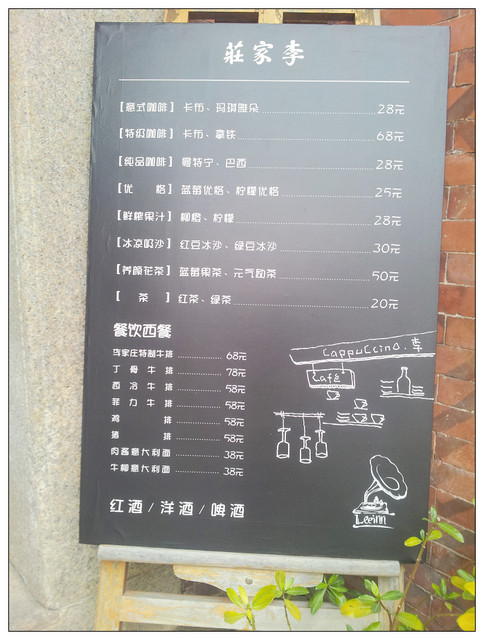 莊家李
【意式咖啡】卡布、玛琪雅朵 28元
【特级咖啡】卡布、拿铁 68元
【纯品咖啡】曼特宁、巴西 28元
【优 格】蓝莓优格、柠檬优格 25元
【鲜榨果汁】柳橙、柠檬 28元
【冰凉奶沙】红豆冰沙、绿豆冰沙 30元
【养颜花茶】蓝莓果茶、元气励茶 50元
【 茶 】红茶、绿茶 20元
餐饮西餐
李家庄特制牛排 68元
丁骨牛排 78元
西冷牛排 58元
菲力牛排 58元
鸡排 58元
猪排 58元
肉酱意大利面 38元
牛柳意大利面 38元
红酒/洋酒/啤酒
Cappuccino.李
Café
Leeinn